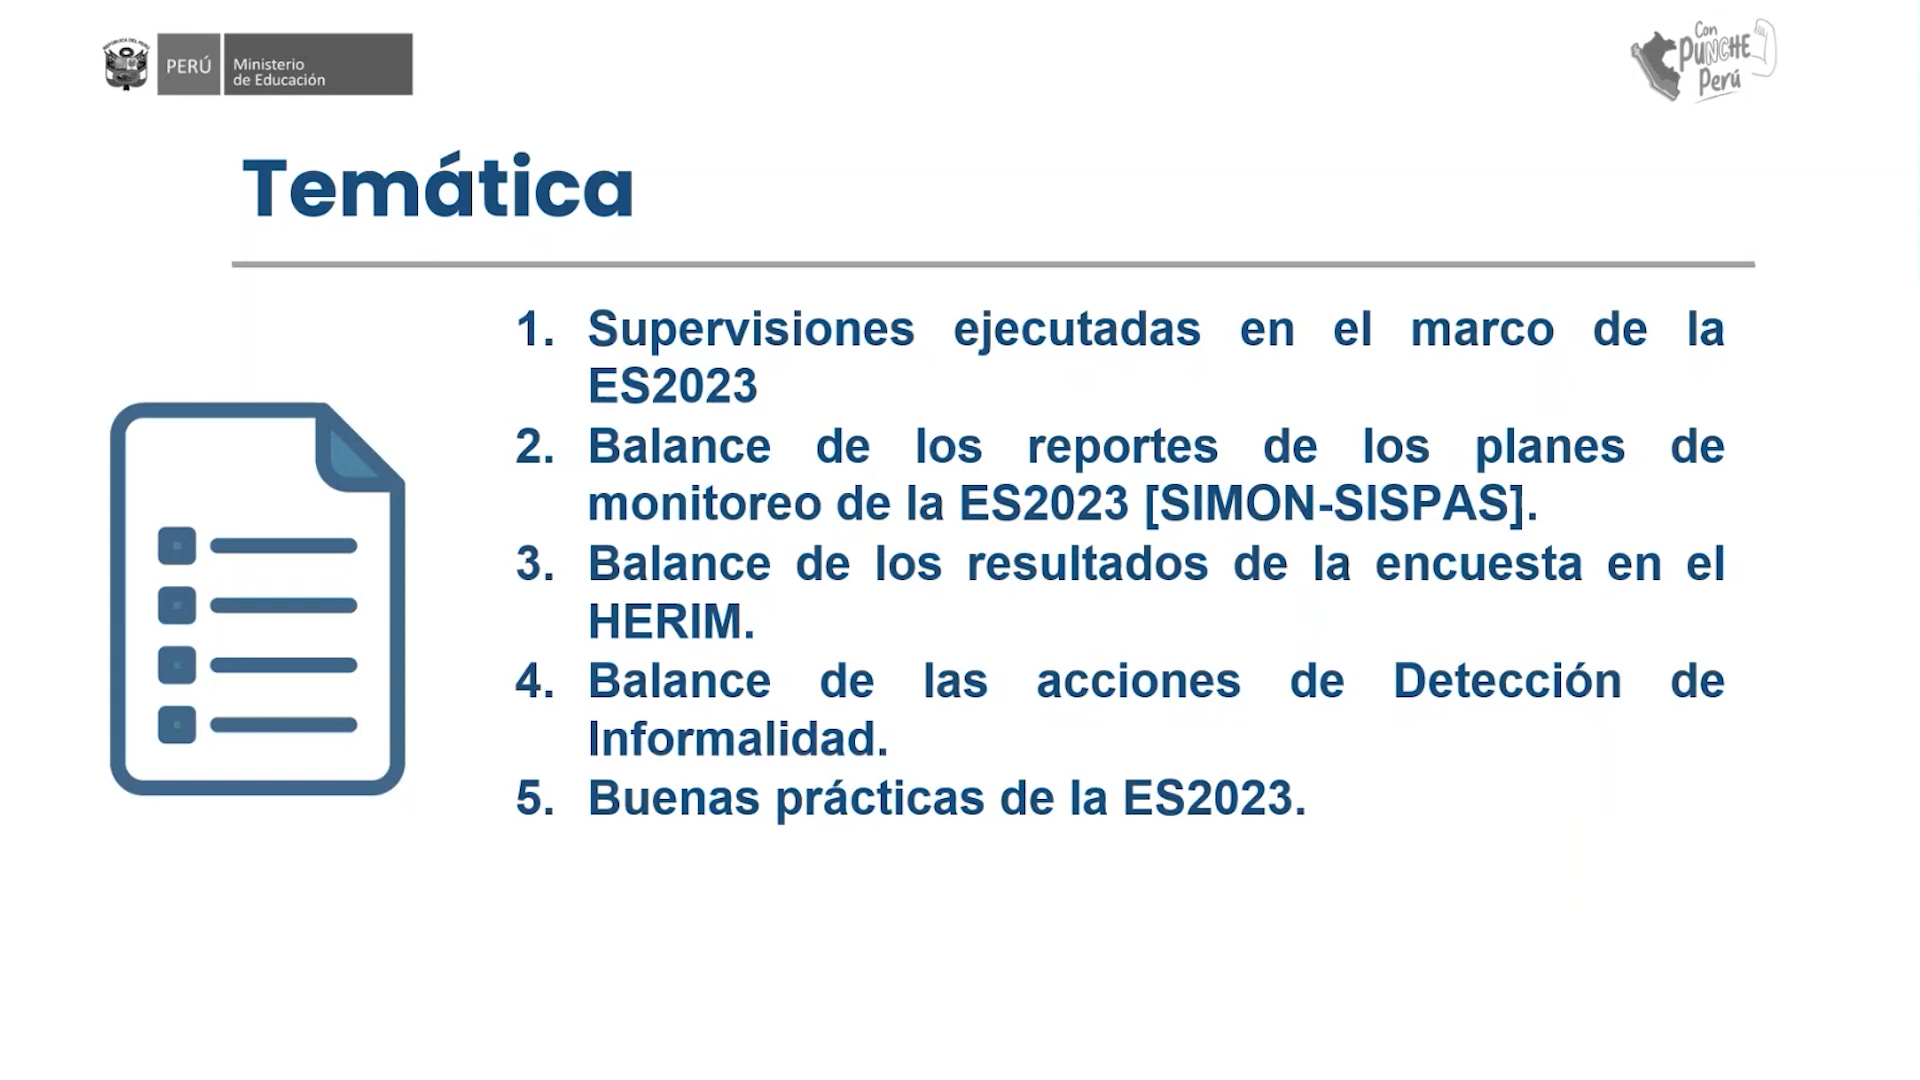 REPÚBLICA DEL PERÚ
PERÚ
Ministerio
de Educación
Con
PUNCHE
Perú
Temática
1. Supervisiones ejecutadas en el marco de la
ES2023
2. Balance de los reportes de los planes de
monitoreo de la ES2023 [SIMON-SISPAS].
3. Balance de los resultados de la encuesta en el
HERIM.
4. Balance de las acciones de Detección de
Informalidad.
5. Buenas prácticas de la ES2023.